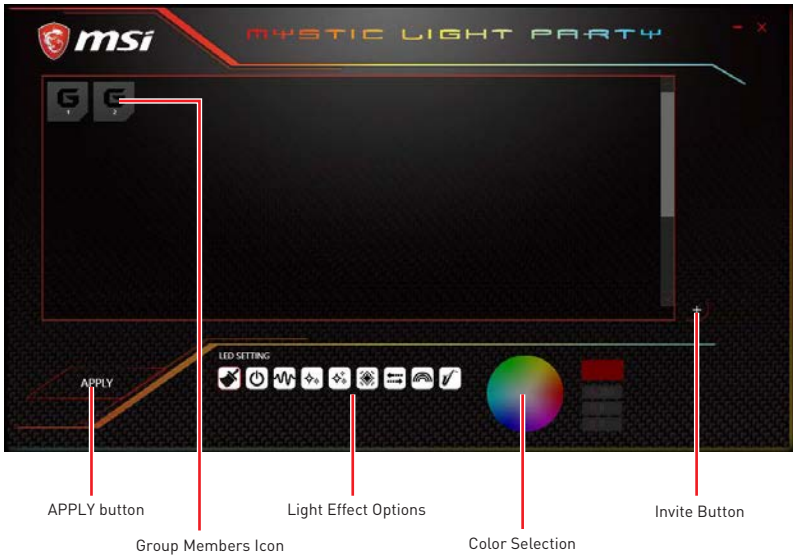 msi
MYSTIC LIGHT PARTY
G
1
G
2
LED SETTING
APPLY
APPLY button
Light Effect Options
Invite Button
Group Members Icon
Color Selection